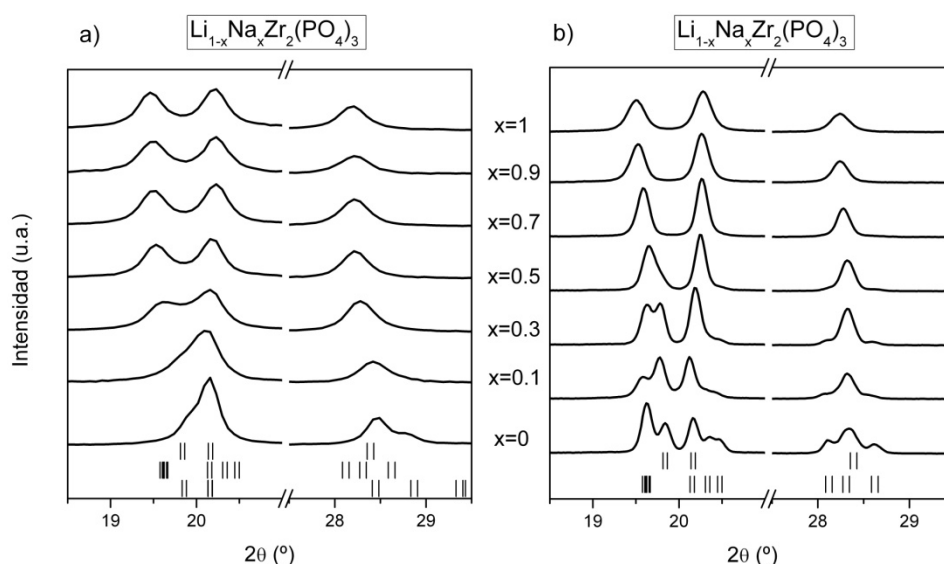 a)
Li1-xNaxZr2(PO4)3
b)
Li1-xNaxZr2(PO4)3
Intensidad (u.a.)
x=1
x=0.9
x=0.7
x=0.5
x=0.3
x=0.1
x=0
19 20 28 29
19 20 28 29
2θ (º)
2θ (º)